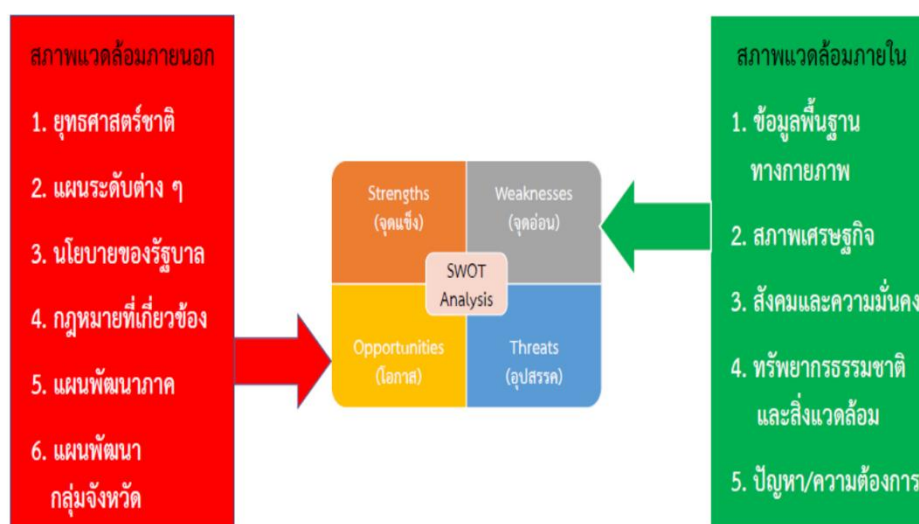 สภาพแวดล้อมภายนอก
1. ยุทธศาสตร์ชาติ
2. แผนระดับต่าง ๆ
3. นโยบายของรัฐบาล
4. กฎหมายที่เกี่ยวข้อง
5. แผนพัฒนาภาค
6. แผนพัฒนา
กลุ่มจังหวัด
Strengths
(จุดแข็ง)
Weaknesses
(จุดอ่อน)
SWOT
Analysis
Opportunities
(โอกาส)
Threats
(อุปสรรค)
สภาพแวดล้อมภายใน
1. ข้อมูลพื้นฐาน
ทางกายภาพ
2. สภาพเศรษฐกิจ
3. สังคมและความมั่นคง
4. ทรัพยากรธรรมชาติ
และสิ่งแวดล้อม
5. ปัญหา/ความต้องการ